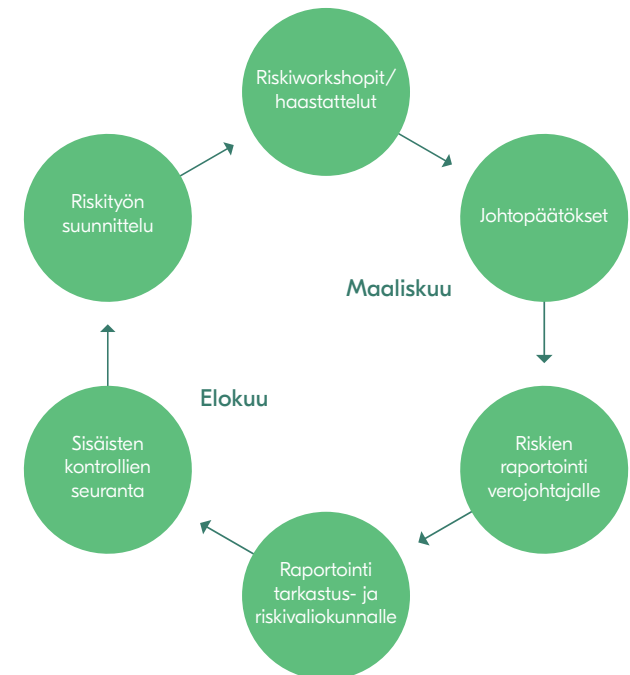 Riskiworkshopit/
haastattelut
Johtopäätökset
Riskityön
suunnittelu
Maaliskuu
Elokuu
Riskien
raportointi
verojohtajalle
Sisäisten
kontrollien
seuranta
Raportointi
tarkastus- ja
riskivaliokunnalle